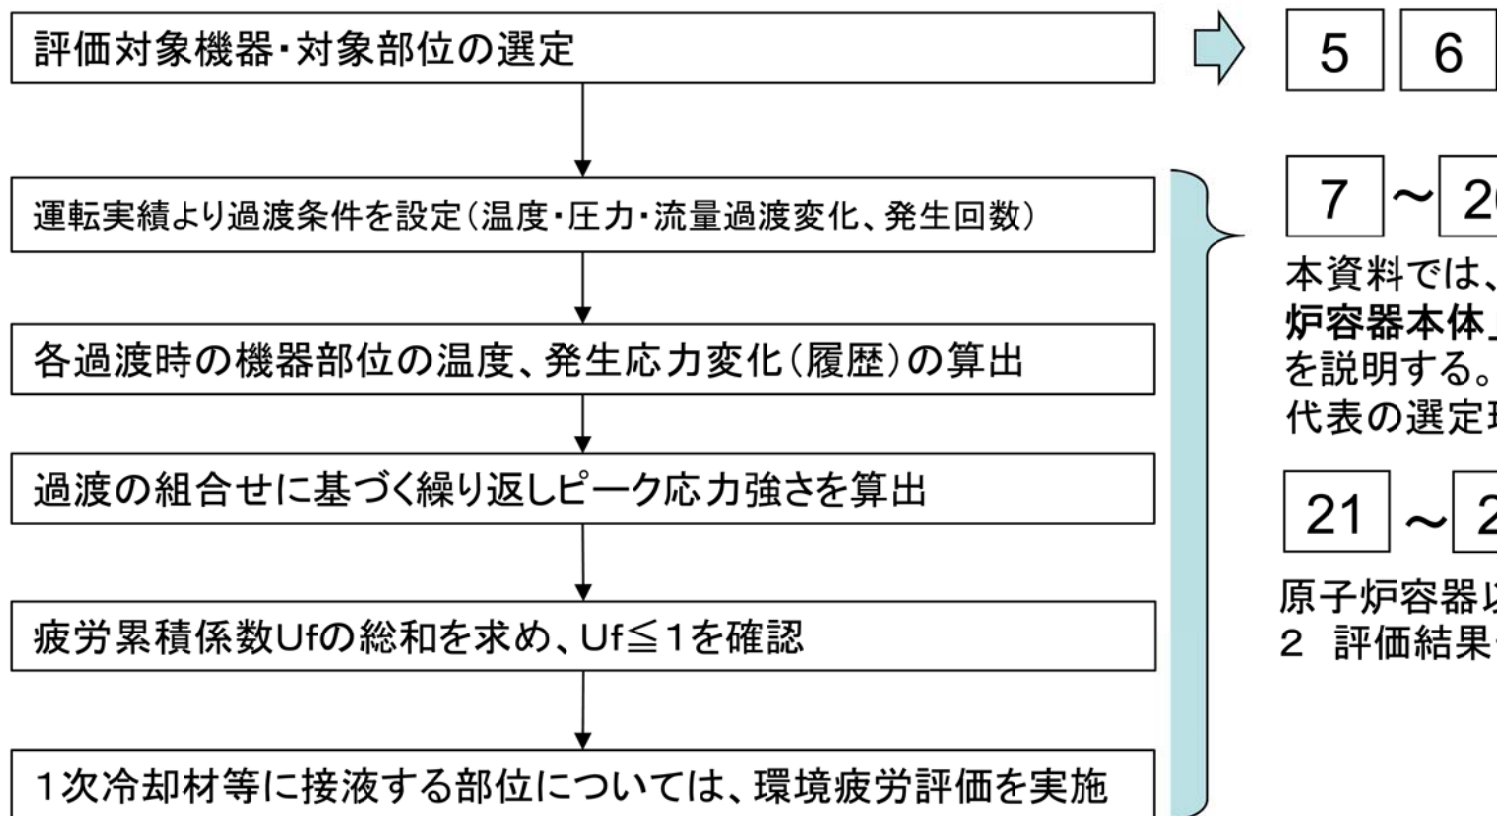 評価対象機器・対象部位の選定
5 6
運転実績より過渡条件を設定(温度・圧力・流量過渡変化、発生回数)
7 ～ 2
各過渡時の機器部位の温度、発生応力変化(履歴)の算出
本資料では、
炉容器本体」
を説明する。
代表の選定
過渡の組合せに基づく繰り返しピーク応力強さを算出
21 ～ 2
疲労累積係数Ufの総和を求め、Uf≦1を確認
原子炉容器以
2 評価結果
1次冷却材等に接液する部位については、環境疲労評価を実施